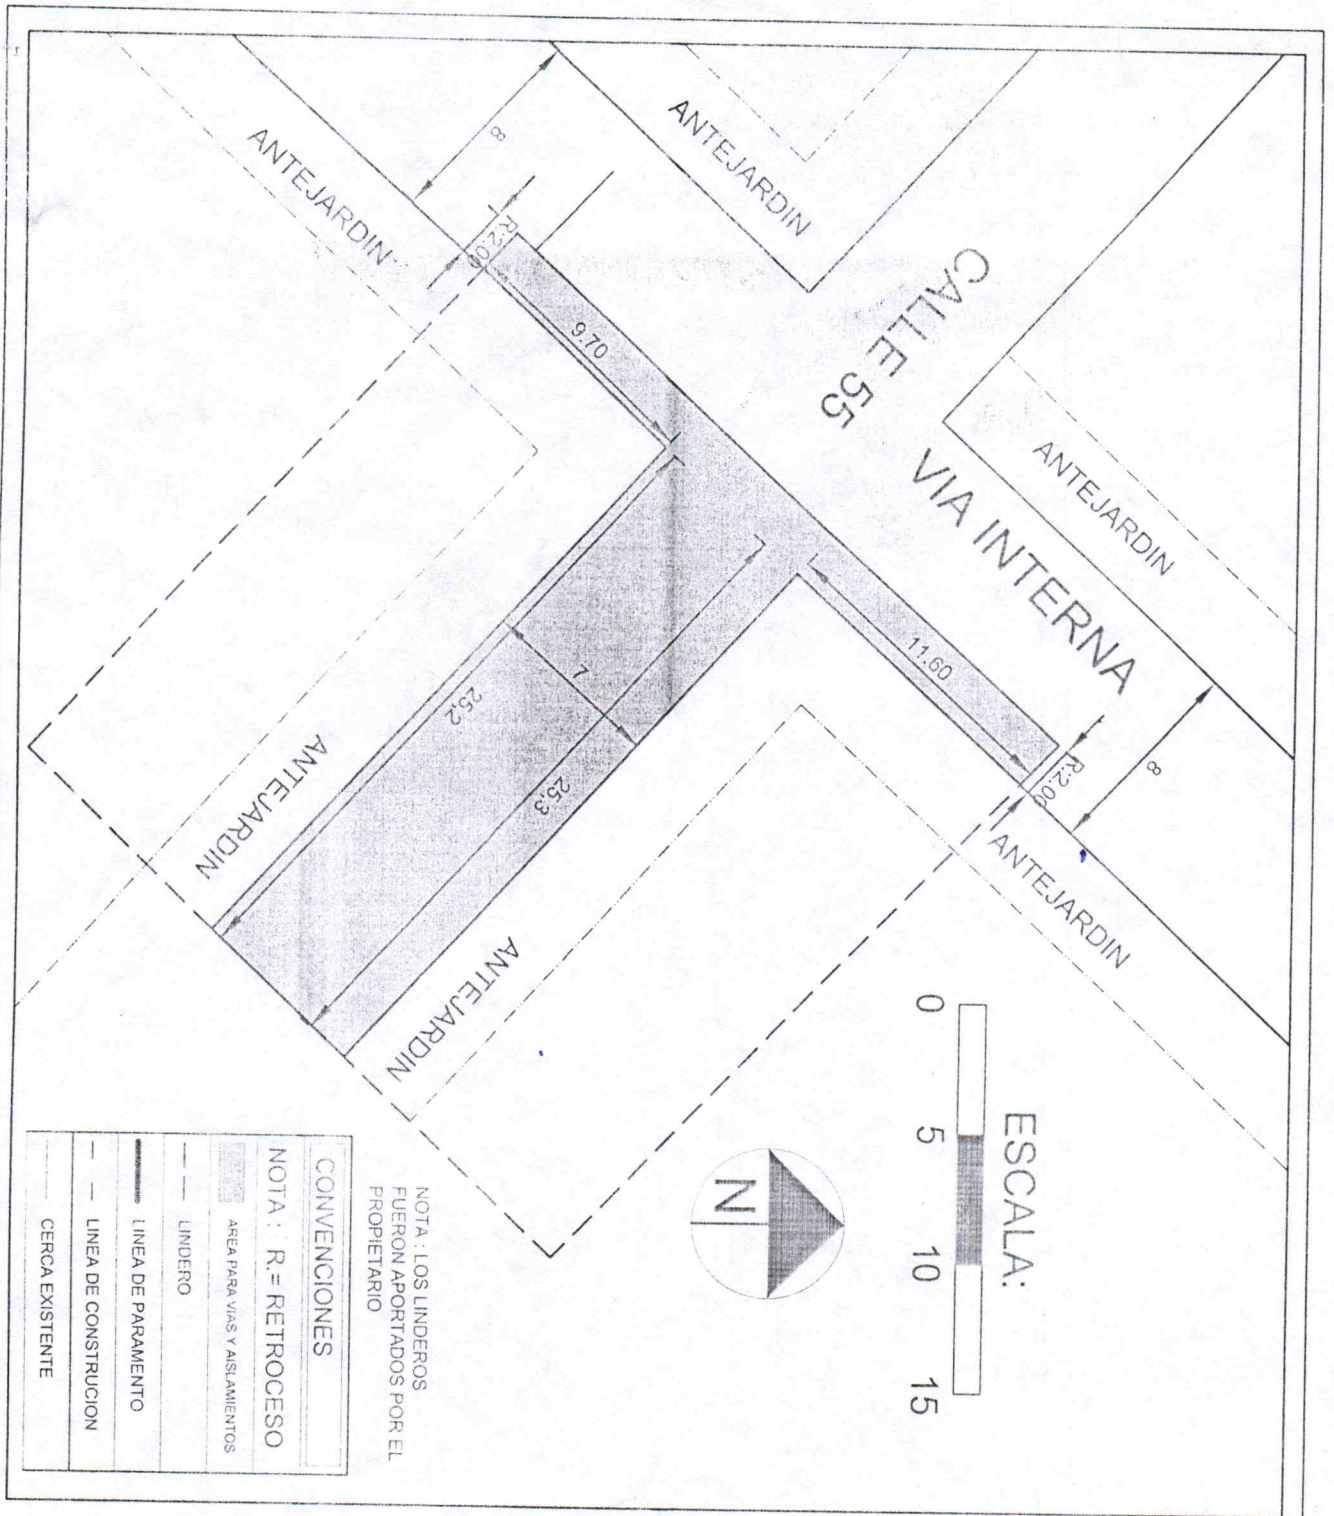 ANTEJARDIN
ANTEJARDIN
8
R:2.00
9.70
CALLE 55 VIA INTERNA
ANTEJARDIN
11.60
R:2.00
8
ANTEJARDIN
7
25,2
25,3
ANTEJARDIN
ANTEJARDIN
ESCALA:
0 5 10 15
N
NOTA : LOS LINDEROS
FUERON APORTADOS POR EL
PROPIETARIO
CONVENCIONES
NOTA : R.= RETROCESO
AREA PARA VIAS Y AISLAMIENTOS
LINDERO
LINEA DE PARAMENTO
LINEA DE CONSTRUCION
CERCA EXISTENTE